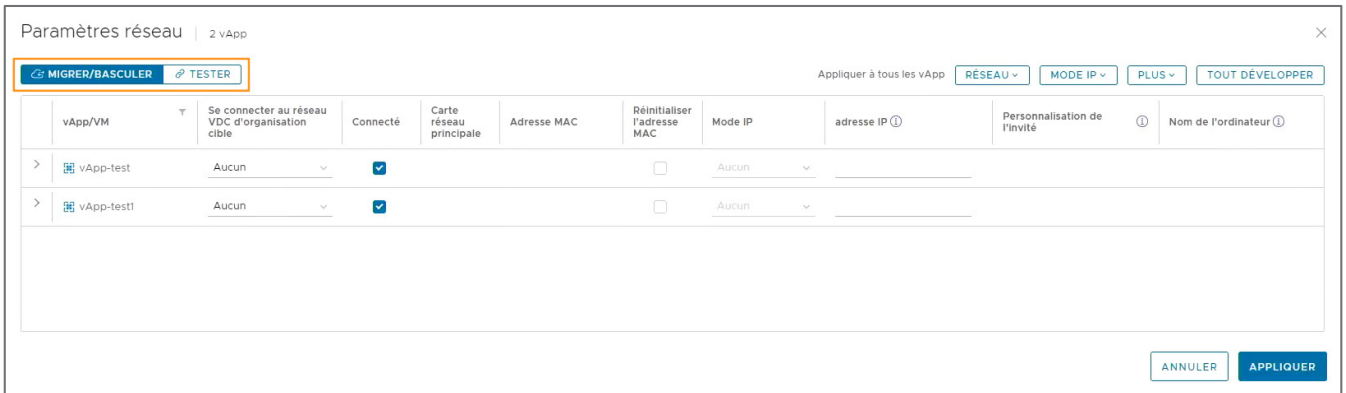 Paramètres réseau 2 vApp
MIGRER/BASCULER TESTER Appliquer à tous les vApp RÉSEAU MODE IP PLUS TOUT DÉVELOPPER
vApp/VM
Se connecter au réseau
VDC d'organisation
cible
Connecté
Carte
réseau
principale
Adresse MAC
Réinitialiser
l'adresse
MAC
Mode IP
adresse IP
Personnalisation de
l'invité
Nom de l'ordinateur
vApp-test Aucun Aucun
vApp-test1 Aucun Aucun
ANNULER APPLIQUER